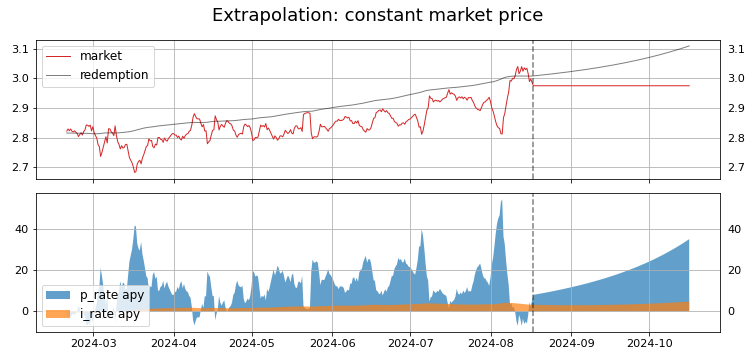 Extrapolation: constant market price
3.1 3.1
market
redemption
3.0 3.0
2.9 2.9
2.8 2.8
2.7 2.7
40 40
20 20
p_rate apy
i_rate apy
0 0
2024-03 2024-04 2024-05 2024-06 2024-07 2024-08 2024-09 2024-10